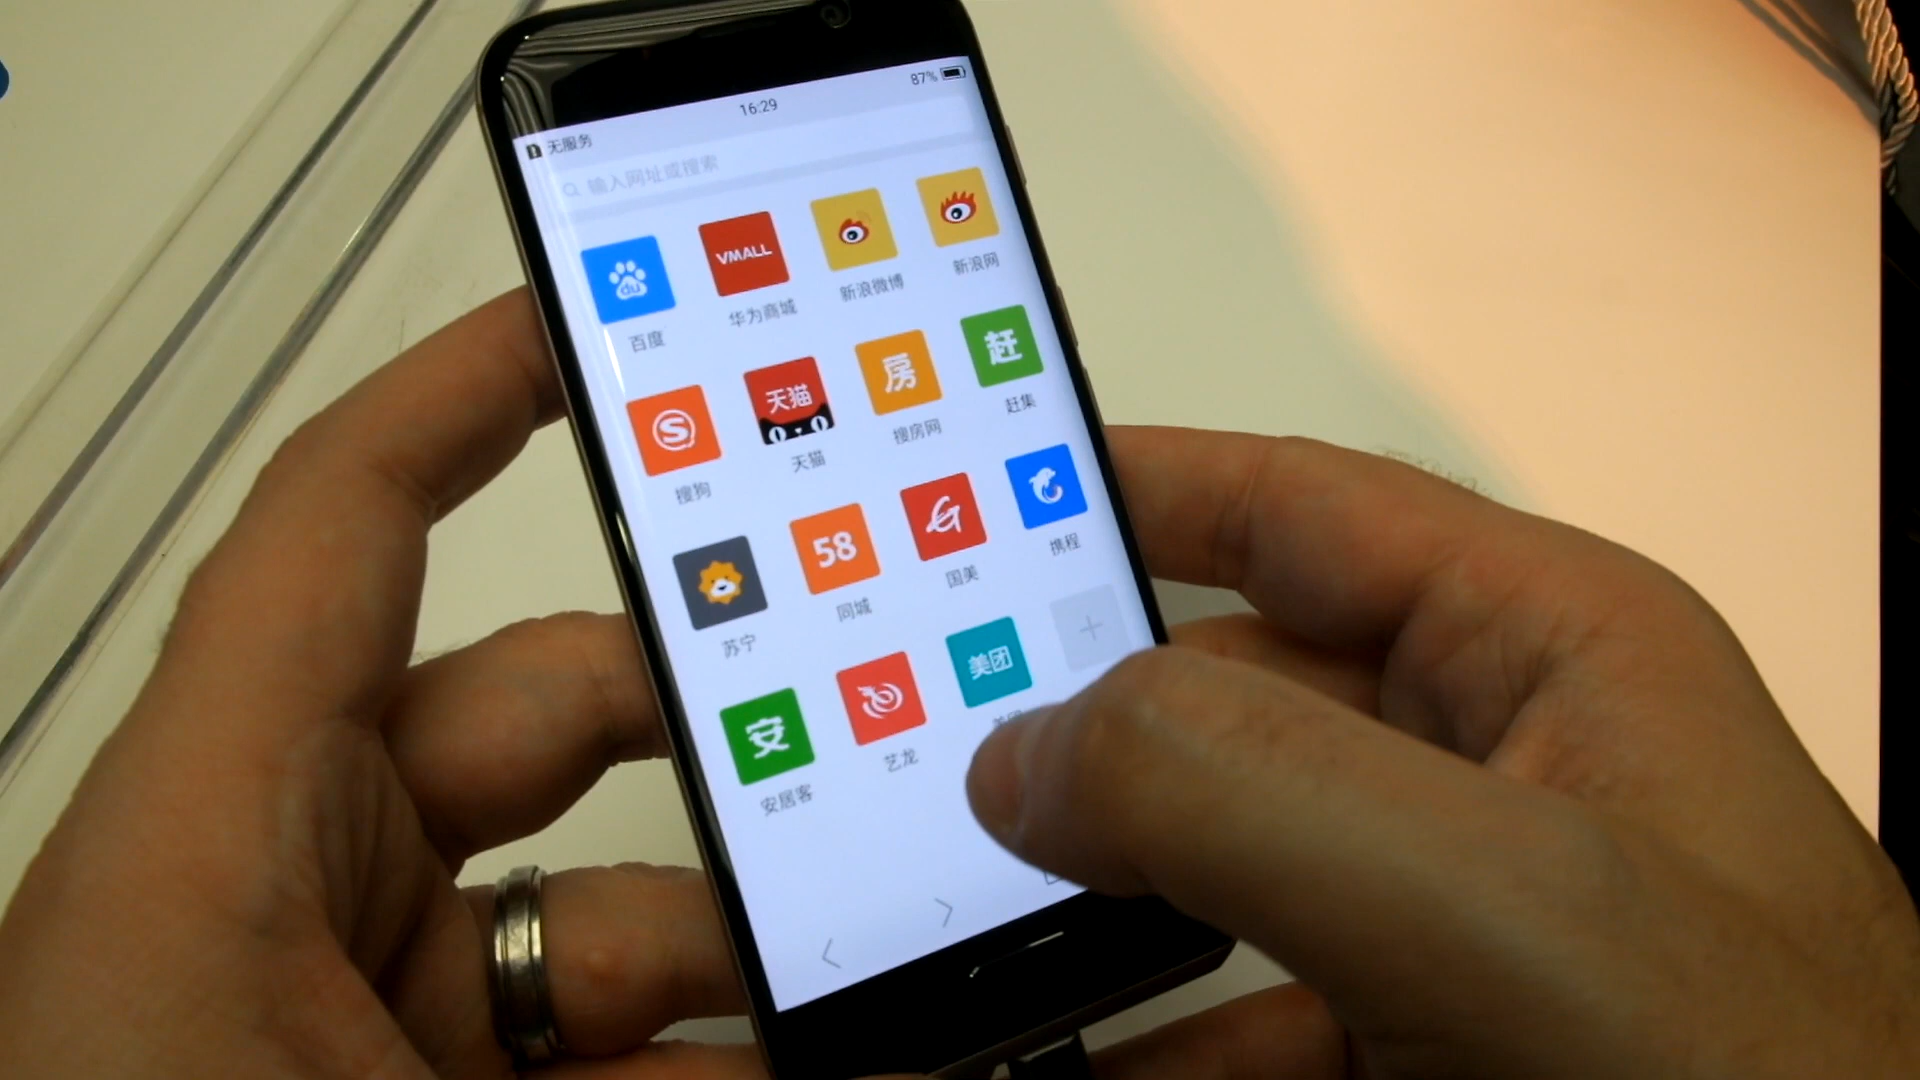 87%
16:29
无服务
输入网址或搜索
du
VMALL
百度
华为商城
新浪微博
新浪网
S
天猫
房
赶
搜狗
天猫
搜房网
赶集
58
G
苏宁
同城
国美
携程
安
美团
安居客
艺龙